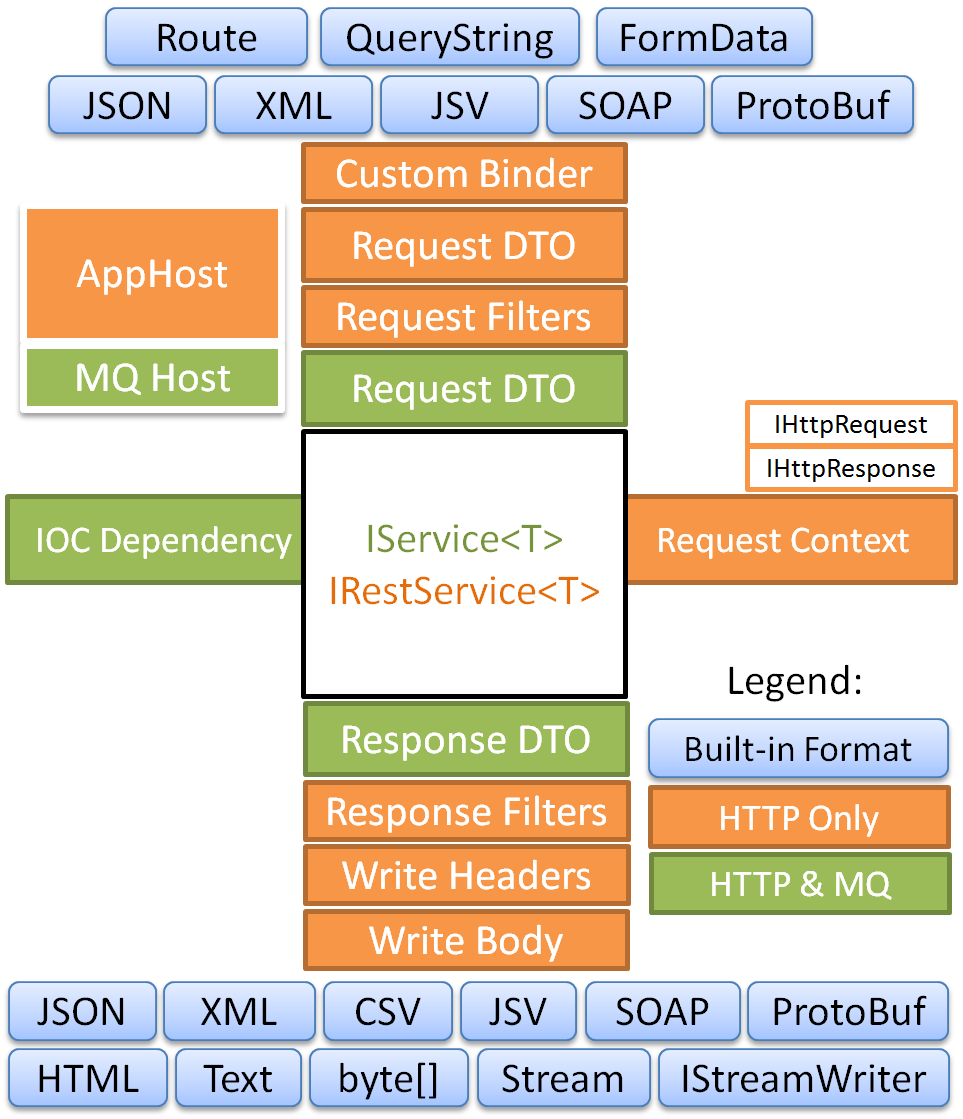 Route QueryString FormData
JSON XML JSV SOAP ProtoBuf
Custom Binder
Request DTO
AppHost
Request Filters
MQ Host
Request DTO
IHttpRequest
IHttpResponse
IOC Dependency
IService<T>
IRestService<T>
Request Context
Legend:
Response DTO
Built-in Format
Response Filters
HTTP Only
Write Headers
HTTP & MQ
Write Body
JSON XML CSV JSV SOAP ProtoBuf
HTML Text byte[] Stream IStreamWriter